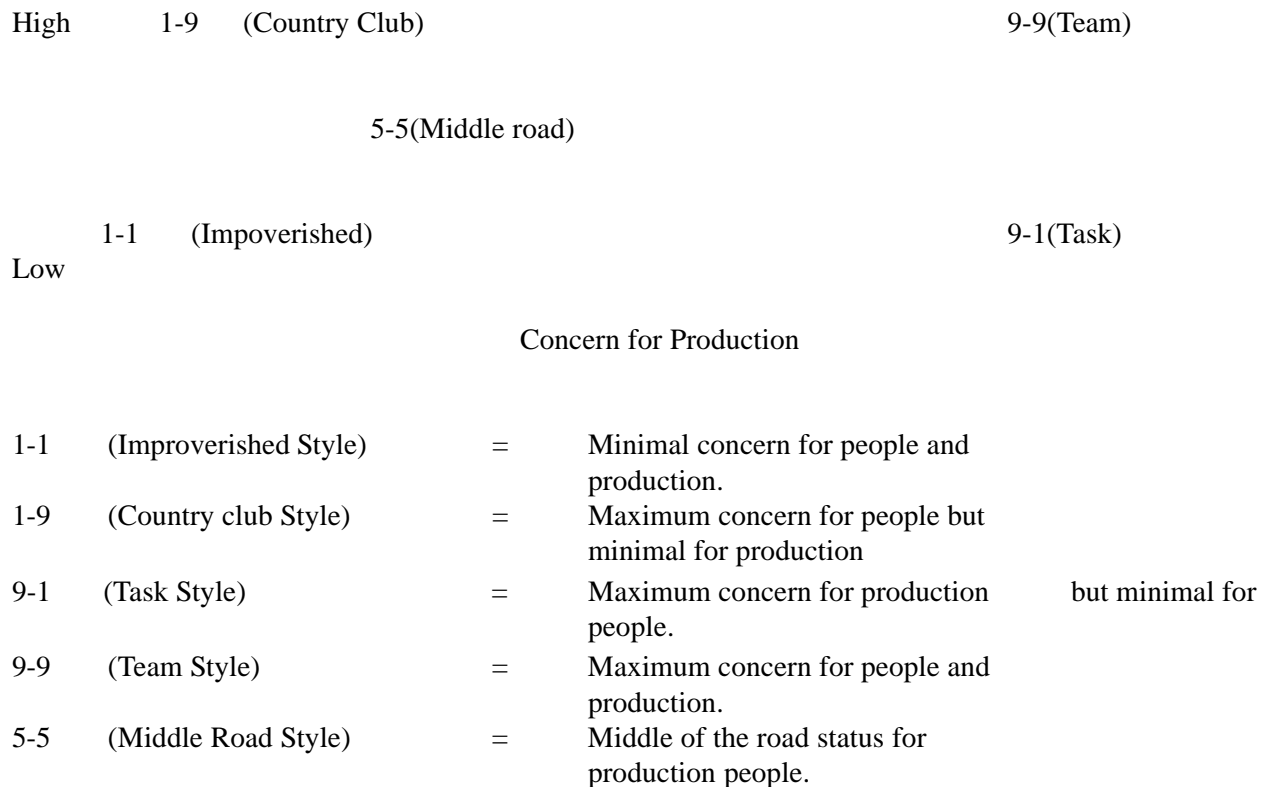 High 1-9 (Country Club) 9-9(Team)
5-5(Middle road)
1-1 (Impoverished) 9-1(Task)
Low
Concern for Production
1-1 (Improverished Style) = Minimal concern for people and
production.
1-9 (Country club Style) = Maximum concern for people but
minimal for production
9-1 (Task Style) = Maximum concern for production but minimal for
people.
9-9 (Team Style) = Maximum concern for people and
production.
5-5 (Middle Road Style) = Middle of the road status for
production people.